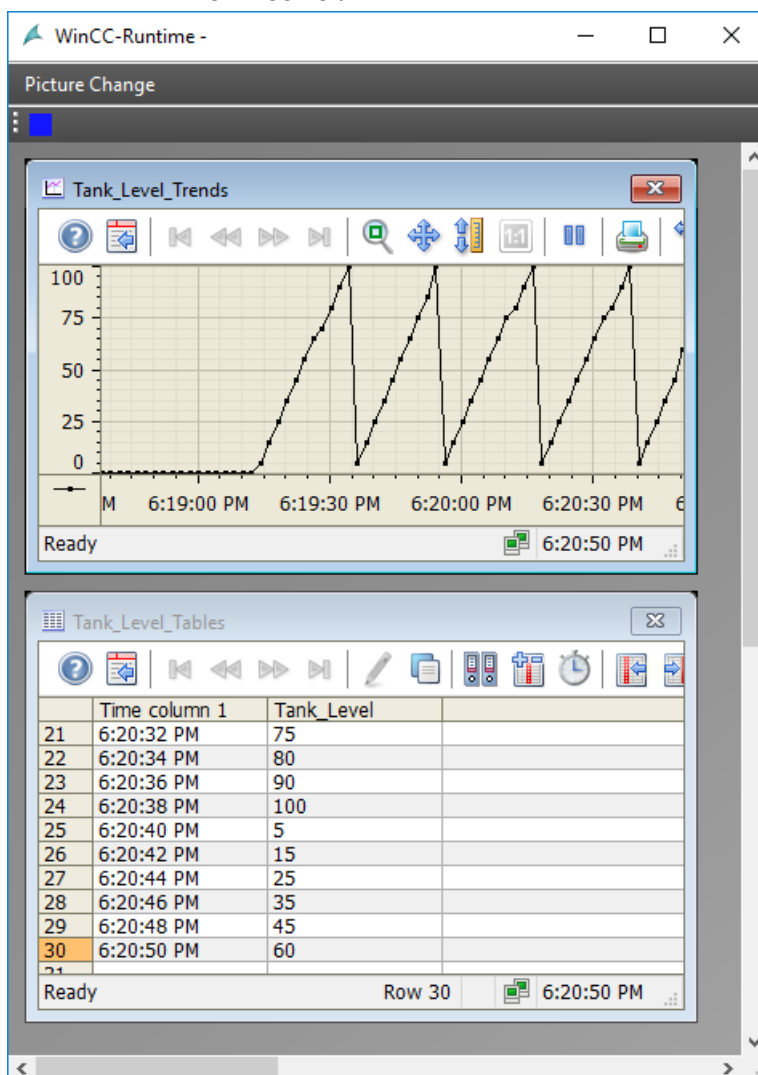 WinCC-Runtime -
Picture Change
Tank_Level_Trends
1:1
100
75
50
25
0
M 6:19:00 PM 6:19:30 PM 6:20:00 PM 6:20:30 PM 6
Ready 6:20:50 PM
Tank_Level_Tables
Time column 1 Tank_Level
21 6:20:32 PM 75
22 6:20:34 PM 80
23 6:20:36 PM 90
24 6:20:38 PM 100
25 6:20:40 PM 5
26 6:20:42 PM 15
27 6:20:44 PM 25
28 6:20:46 PM 35
29 6:20:48 PM 45
30 6:20:50 PM 60
31
Ready Row 30 6:20:50 PM